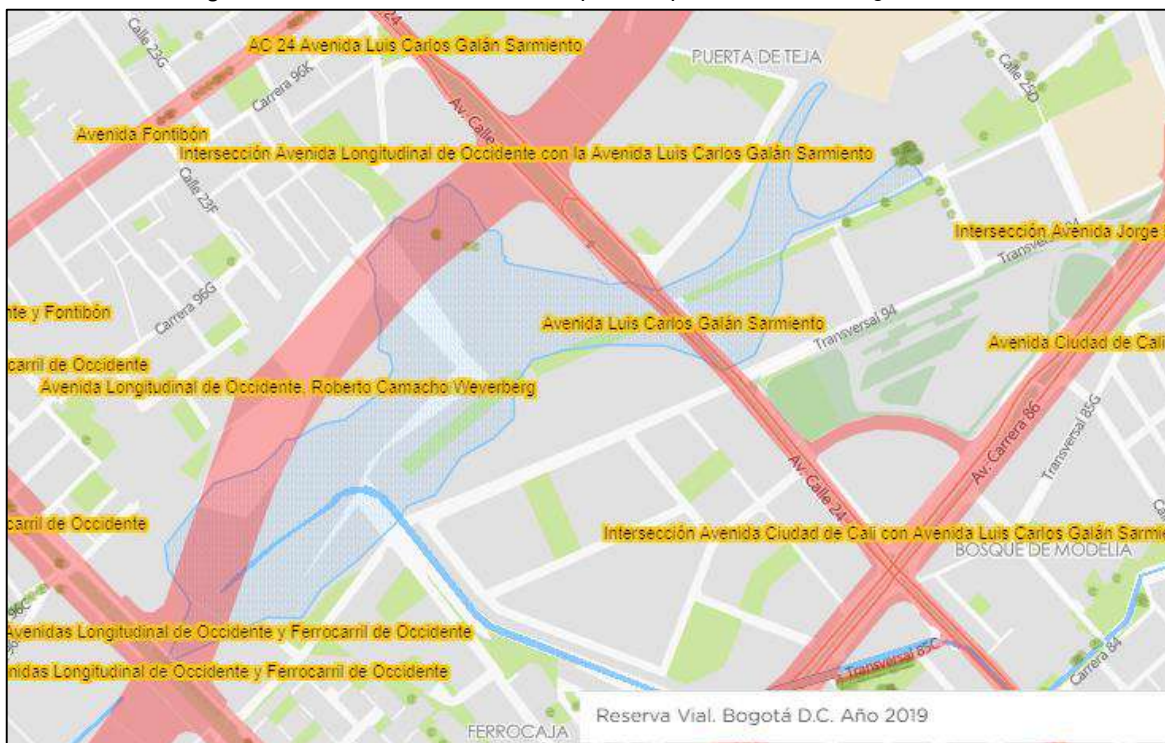 AC 24 Avenida Luis Carlos Galán Sarmiento
PUERTA DE TEJA
Calle 23G
Carrera 96K
Calle 25D
Av. Calle
Avenida Fontibón
Intersección Avenida Longitudinal de Occidente con la Avenida Luis Carlos Galán Sarmiento
Calle 23F
Intersección Avenida Jorge
Transversal 94
Carrera 96G
nte y Fontibón
Avenida Luis Carlos Galán Sarmiento
Transversal 94
Avenida Ciudad de Cali
carril de Occidente
Avenida Longitudinal de Occidente, Roberto Camacho Weverberg
Av. Carrera 86
Transversal 85G
Av. Calle 24
carril de Occidente
Intersección Avenida Ciudad de Cali con Avenida Luis Carlos Galán Sarmie
BOSQUE DE MODELIA
96C
Avenidas Longitudinal de Occidente y Ferrocarril de Occidente
nidas Longitudinal de Occidente y Ferrocarril de Occidente
Transversal 85C
Carrera 84
Reserva Vial. Bogotá D.C. Año 2019
FERROCAJA